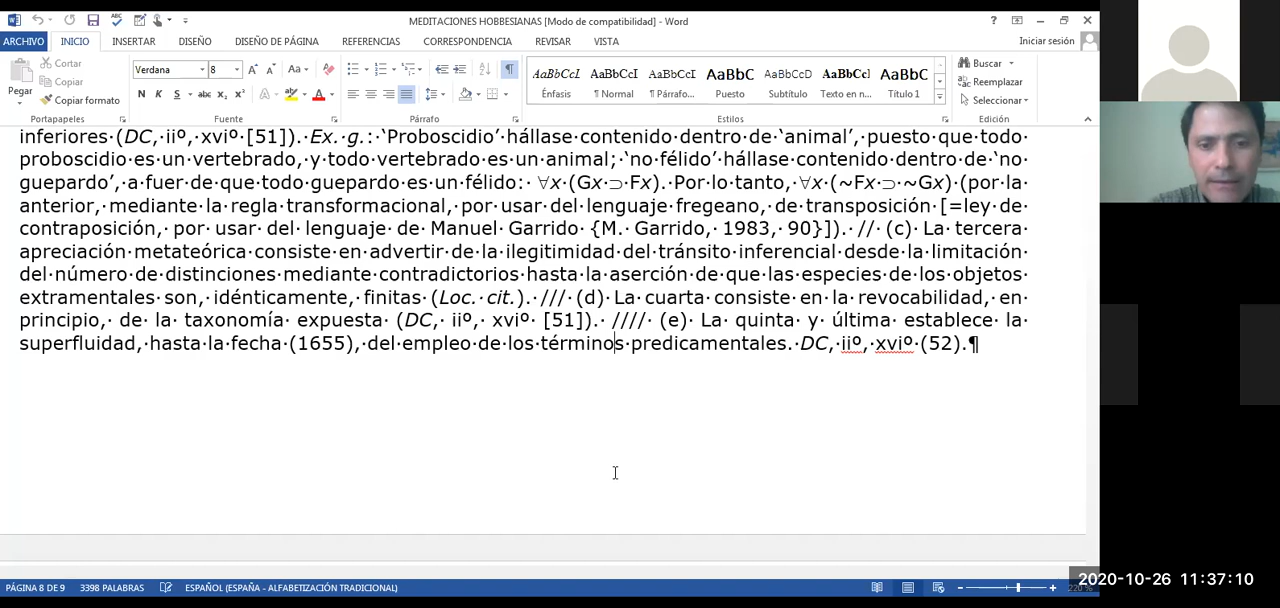 MEDITACIONES HOBBESIANAS [Modo de compatibilidad] - Word
ARCHIVO INICIO INSERTAR DISEÑO DISEÑO DE PÁGINA REFERENCIAS CORRESPONDENCIA REVISAR VISTA Iniciar sesión
Pegar
Cortar
Copiar
Copiar formato
Portapapeles
Verdana 8
N K S abc x₂ x²
Fuente
Párrafo
AaBbCcI AaBbCcI AaBbCcI AaBbC AaBbCcD AaBbCcI AaBbC
Énfasis ¶ Normal ¶ Párrafo... Puesto Subtítulo Texto en n... Título 1
Estilos
Buscar
Reemplazar
Seleccionar
Edición
inferiores (DC, iiº, xviº [51]). Ex. g.: ‘Proboscidio’ hállase contenido dentro de ‘animal’, puesto que todo
proboscidio es un vertebrado, y todo vertebrado es un animal; ‘no félido’ hállase contenido dentro de ‘no
guepardo’, a fuer de que todo guepardo es un félido: ∀x (Gx ⊃ Fx). Por lo tanto, ∀x (~Fx ⊃ ~Gx) (por la
anterior, mediante la regla transformacional, por usar del lenguaje fregeano, de transposición [=ley de
contraposición, por usar del lenguaje de Manuel Garrido {M. Garrido, 1983, 90}]). // (c) La tercera
apreciación metateórica consiste en advertir de la ilegitimidad del tránsito inferencial desde la limitación
del número de distinciones mediante contradictorios hasta la aserción de que las especies de los objetos
extramentales son, idénticamente, finitas (Loc. cit.). /// (d) La cuarta consiste en la revocabilidad, en
principio, de la taxonomía expuesta (DC, iiº, xviº [51]). //// (e) La quinta y última establece la
superfluidad, hasta la fecha (1655), del empleo de los términos predicamentales. DC, iiº, xviº (52).¶
PÁGINA 8 DE 9 3398 PALABRAS ESPAÑOL (ESPAÑA - ALFABETIZACIÓN TRADICIONAL) 220 %
2020-10-26 11:37:10